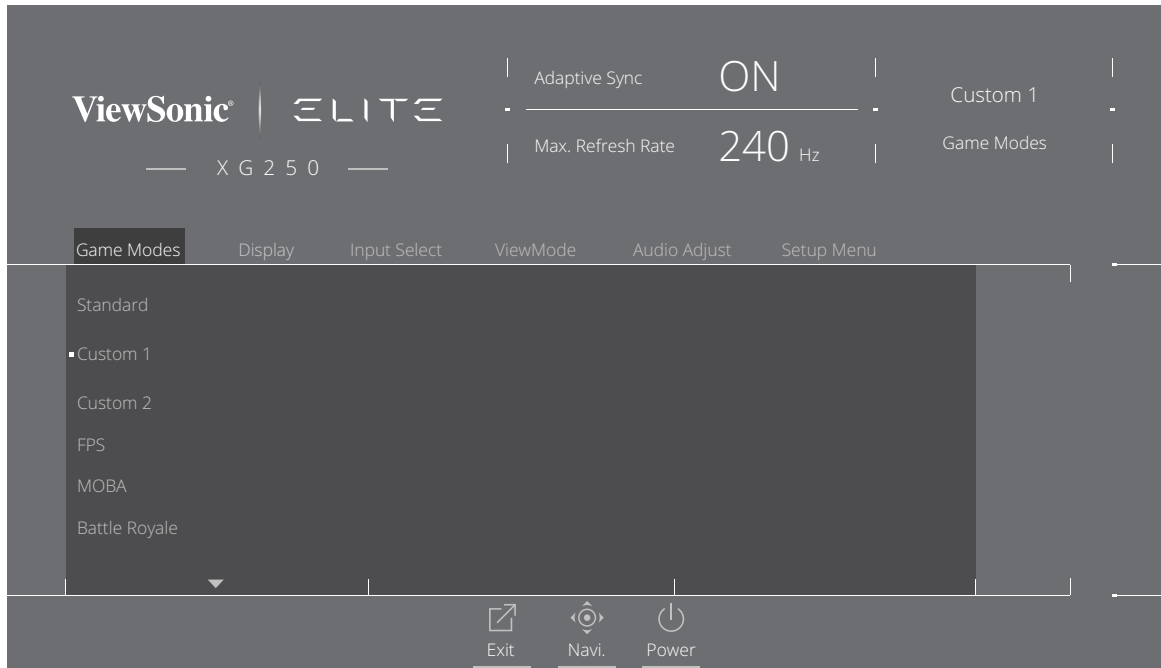 ViewSonic® | ELITE
XG250
Adaptive Sync ON
Max. Refresh Rate 240 Hz
Custom 1
Game Modes
Game Modes Display Input Select ViewMode Audio Adjust Setup Menu
Standard
Custom 1
Custom 2
FPS
MOBA
Battle Royale
Exit Navi. Power